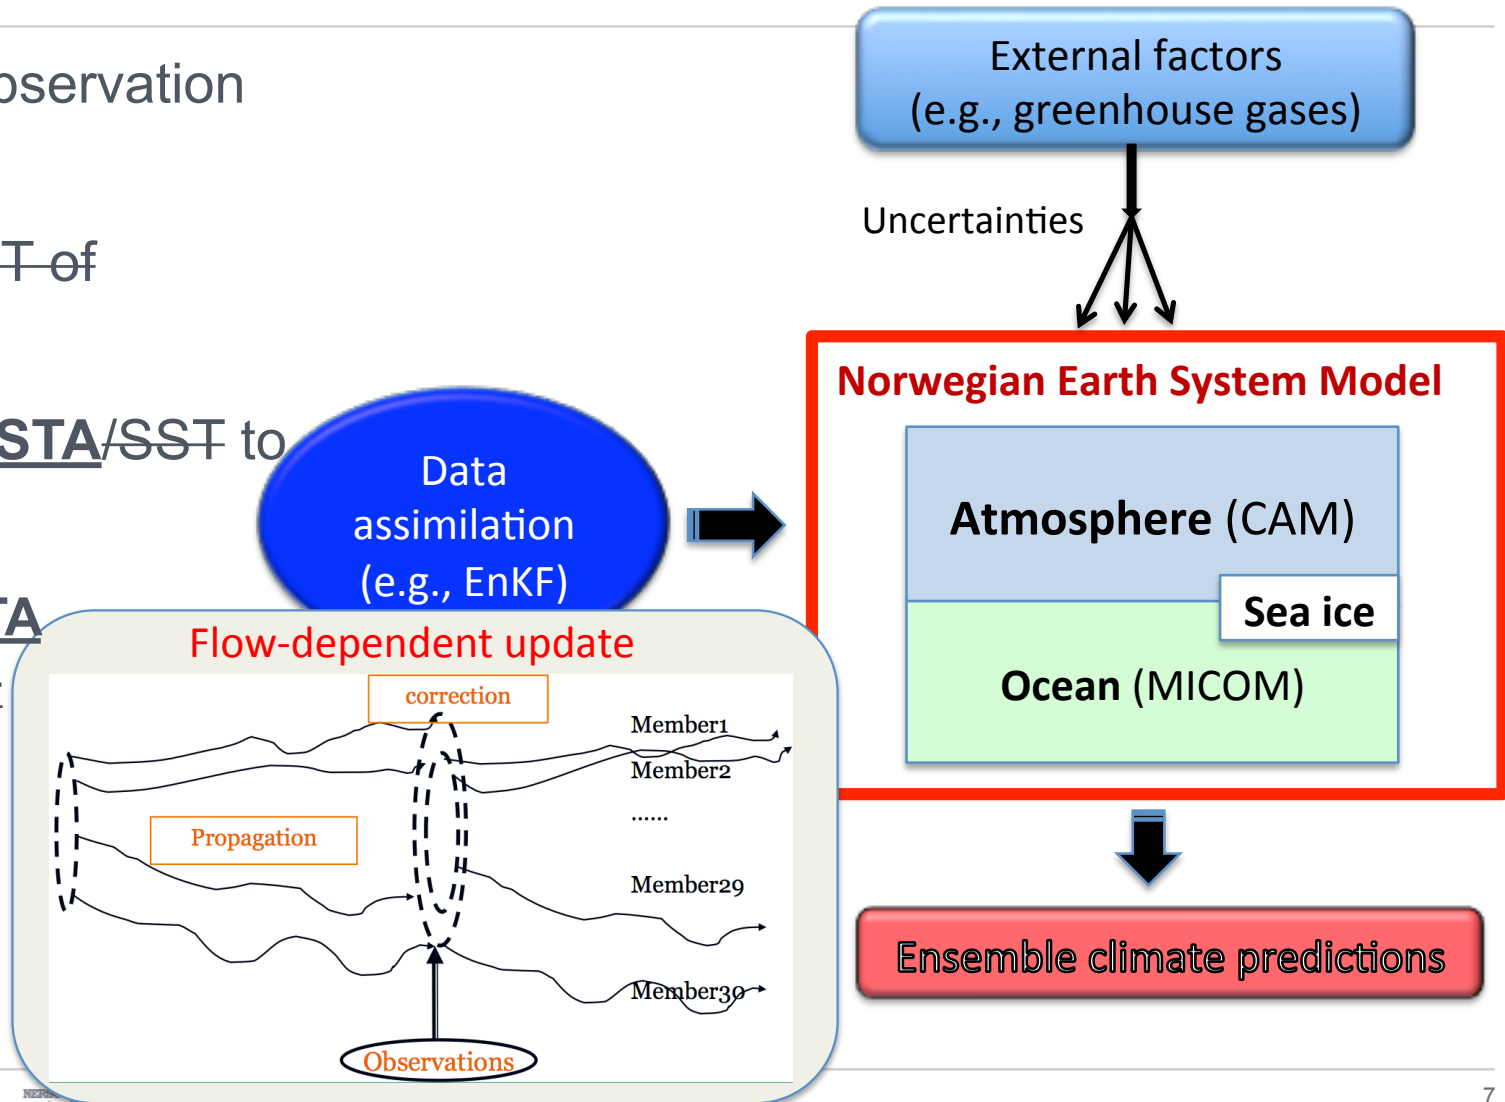 External factors
(e.g., greenhouse gases)
Uncertainties
T of
STA/SST to
Data
assimilation
(e.g., EnKF)
Norwegian Earth System Model
Atmosphere (CAM)
Sea ice
Ocean (MICOM)
TA
Flow-dependent update
correction
Member1
Member2
......
Propagation
Member29
Member30
Observations
Ensemble climate predictions
7